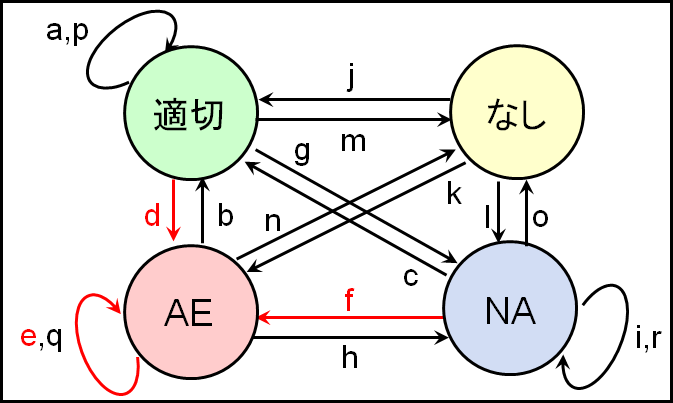 a,p
j
適切
なし
m
g
d
b
n
k
l
o
c
AE
f
NA
e,q
h
i,r